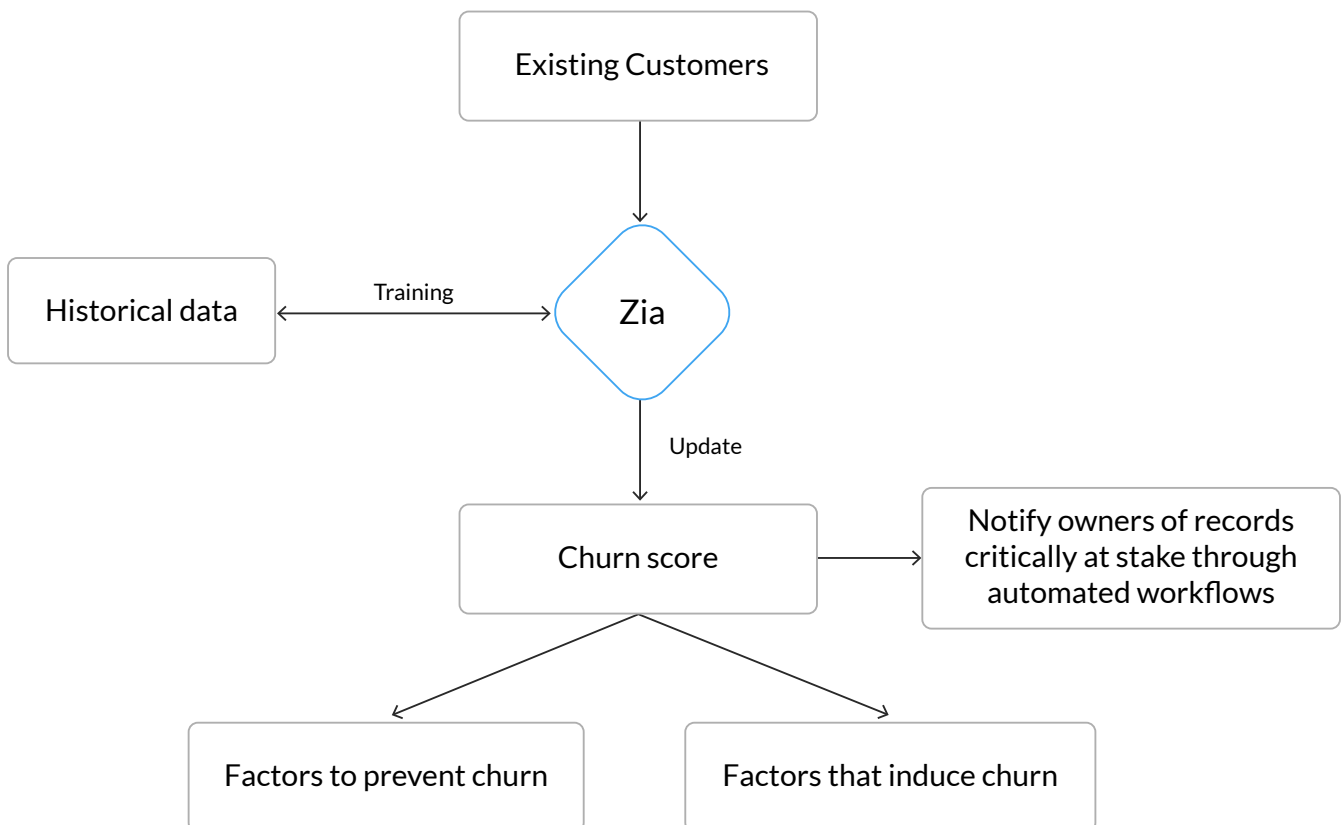 Existing Customers
Historical data
Training
Zia
Update
Churn score
Notify owners of records
critically at stake through
automated workflows
Factors to prevent churn
Factors that induce churn